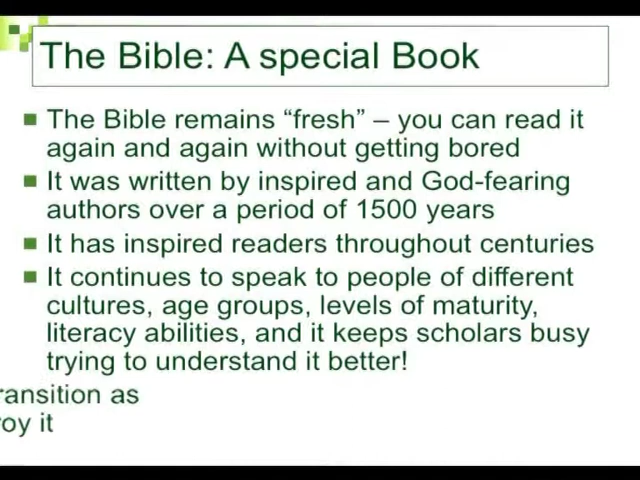 The Bible: A special Book
The Bible remains “fresh” – you can read it
again and again without getting bored
It was written by inspired and God-fearing
authors over a period of 1500 years
It has inspired readers throughout centuries
It continues to speak to people of different
cultures, age groups, levels of maturity,
literacy abilities, and it keeps scholars busy
trying to understand it better!
ransition as
roy it